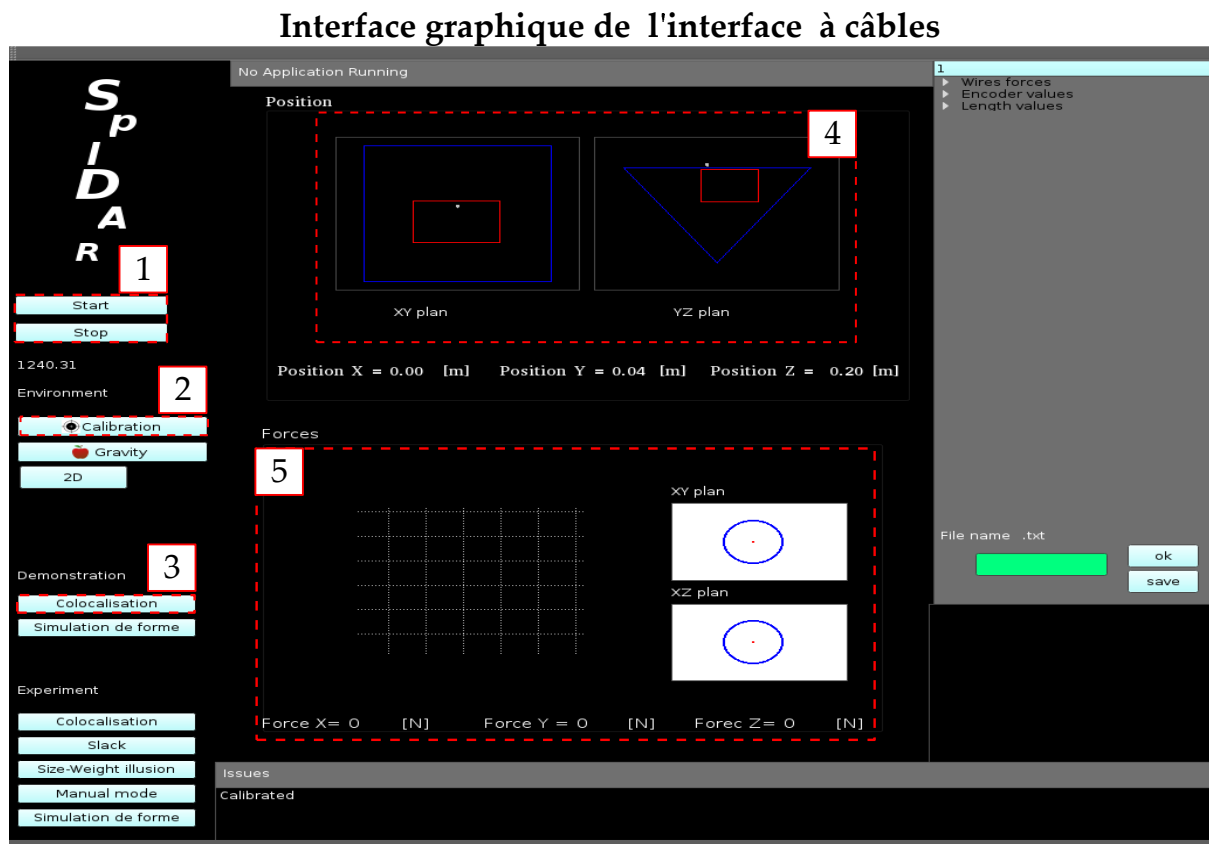 Interface graphique de l'interface à câbles
SpIDAR
No Application Running
1
Wires forces
Encoder values
Length values
Position
4
XY plan
YZ plan
Position X = 0.00 [m] Position Y = 0.04 [m] Position Z = 0.20 [m]
1
Start
Stop
1240.31
Environment
2
Calibration
Gravity
2D
Demonstration
3
Colocalisation
Simulation de forme
Experiment
Colocalisation
Slack
Size-Weight illusion
Manual mode
Simulation de forme
Forces
5
XY plan
XZ plan
Force X= 0 [N] Force Y = 0 [N] Forec Z= 0 [N]
File name .txt
ok
save
Issues
Calibrated